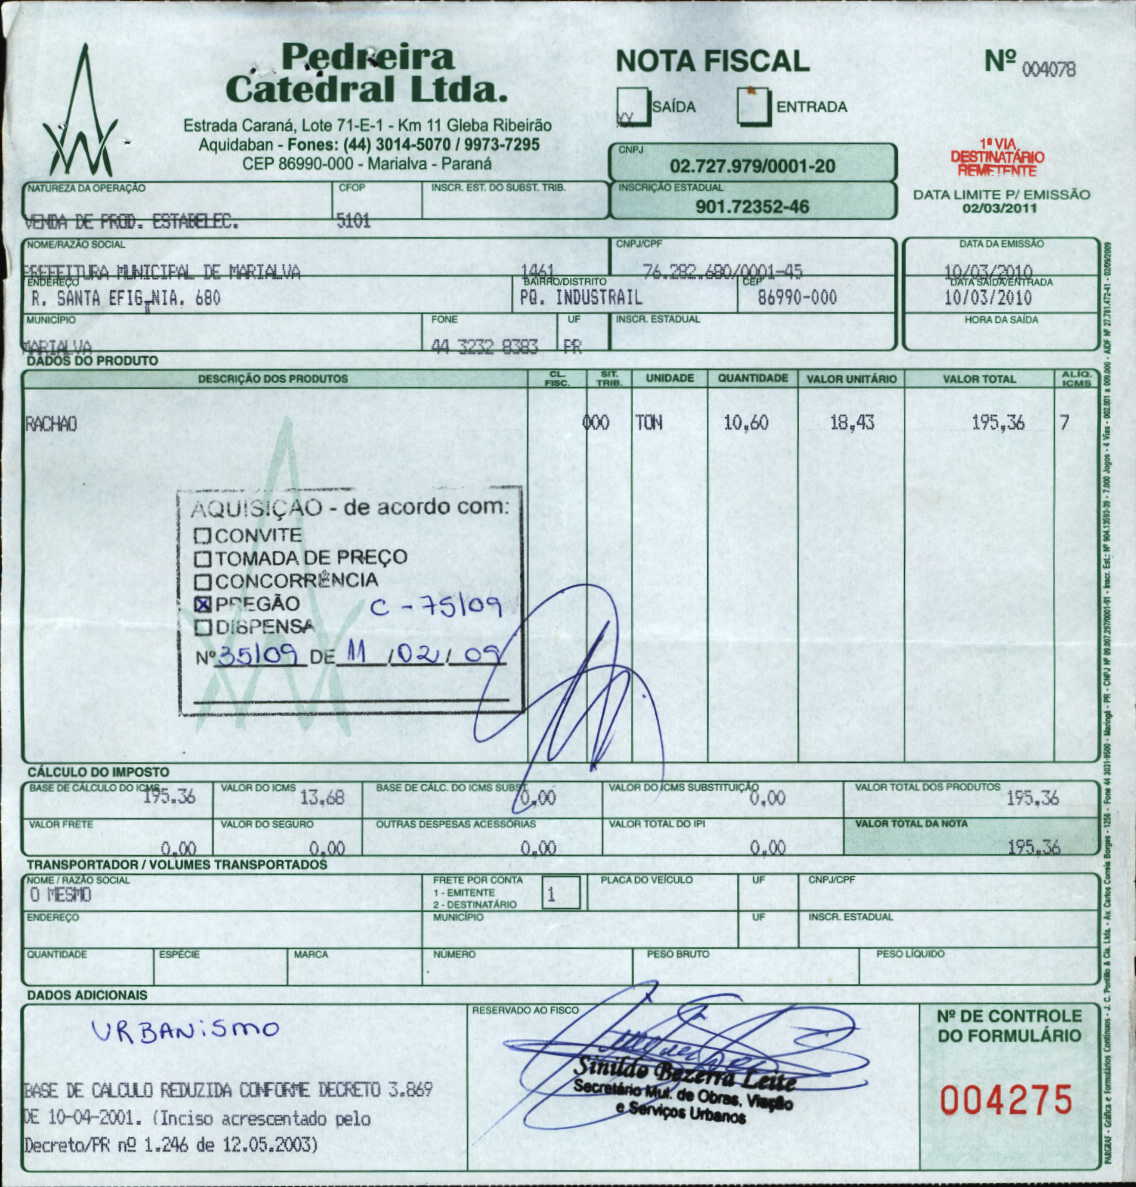 Pedreira
Catedral Ltda.
Estrada Caraná, Lote 71-E-1 - Km 11 Gleba Ribeirão
Aquidaban - Fones: (44) 3014-5070 / 9973-7295
CEP 86990-000 - Marialva - Paraná
NOTA FISCAL
Nº 004078
XX SAÍDA ENTRADA
CNPJ
02.727.979/0001-20
INSCRIÇÃO ESTADUAL
901.72352-46
1ª VIA
DESTINATÁRIO
REMETENTE
DATA LIMITE P/ EMISSÃO
02/03/2011
NATUREZA DA OPERAÇÃO CFOP INSCR. EST. DO SUBST. TRIB.
VENDA DE PROD. ESTABELEC. 5101
NOME/RAZÃO SOCIAL CNPJ/CPF DATA DA EMISSÃO
PREFEITURA MUNICIPAL DE MARIALVA 1461 76.282.680/0001-45 10/03/2010
ENDEREÇO BAIRRO/DISTRITO CEP DATA SAÍDA/ENTRADA
R. SANTA EFIG NIA. 680 PQ. INDUSTRAIL 86990-000 10/03/2010
MUNICÍPIO FONE UF INSCR. ESTADUAL HORA DA SAÍDA
MARIALVA 44 3232 8383 PR
DADOS DO PRODUTO
DESCRIÇÃO DOS PRODUTOS CL. FISC. SIT. TRIB. UNIDADE QUANTIDADE VALOR UNITÁRIO VALOR TOTAL ALÍQ. ICMS
RACHAO 000 TON 10,60 18,43 195,36 7
AQUISIÇÃO - de acordo com:
CONVITE
TOMADA DE PREÇO
CONCORRÊNCIA
X PREGÃO C - 75/09
DISPENSA
Nº 35/09 DE 11 /02/ 09
CÁLCULO DO IMPOSTO
BASE DE CÁLCULO DO ICMS VALOR DO ICMS BASE DE CÁLC. DO ICMS SUBST. VALOR DO ICMS SUBSTITUIÇÃO VALOR TOTAL DOS PRODUTOS
195,36 13,68 0,00 0,00 195,36
VALOR FRETE VALOR DO SEGURO OUTRAS DESPESAS ACESSÓRIAS VALOR TOTAL DO IPI VALOR TOTAL DA NOTA
0,00 0,00 0,00 0,00 195,36
TRANSPORTADOR / VOLUMES TRANSPORTADOS
NOME / RAZÃO SOCIAL FRETE POR CONTA PLACA DO VEÍCULO UF CNPJ/CPF
O MESMO 1 - EMITENTE 1
2 - DESTINATÁRIO
ENDEREÇO MUNICÍPIO UF INSCR. ESTADUAL
QUANTIDADE ESPÉCIE MARCA NÚMERO PESO BRUTO PESO LÍQUIDO
DADOS ADICIONAIS
URBANISMO
BASE DE CALCULO REDUZIDA CONFORME DECRETO 3.869
DE 10-04-2001. (Inciso acrescentado pelo
Decreto/PR nº 1.246 de 12.05.2003)
RESERVADO AO FISCO
Sinildo Bezerra Leite
Secretário Mul. de Obras, Viação
e Serviços Urbanos
Nº DE CONTROLE
DO FORMULÁRIO
004275